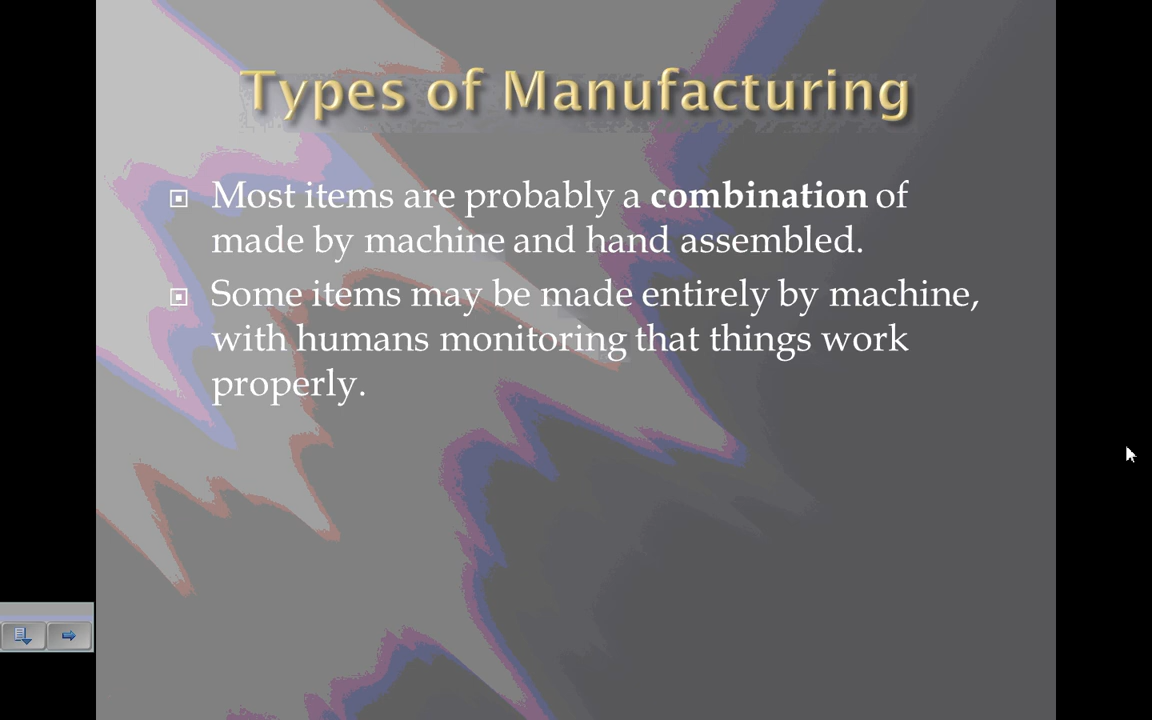 Types of Manufacturing
Most items are probably a combination of
made by machine and hand assembled.
Some items may be made entirely by machine,
with humans monitoring that things work
properly.